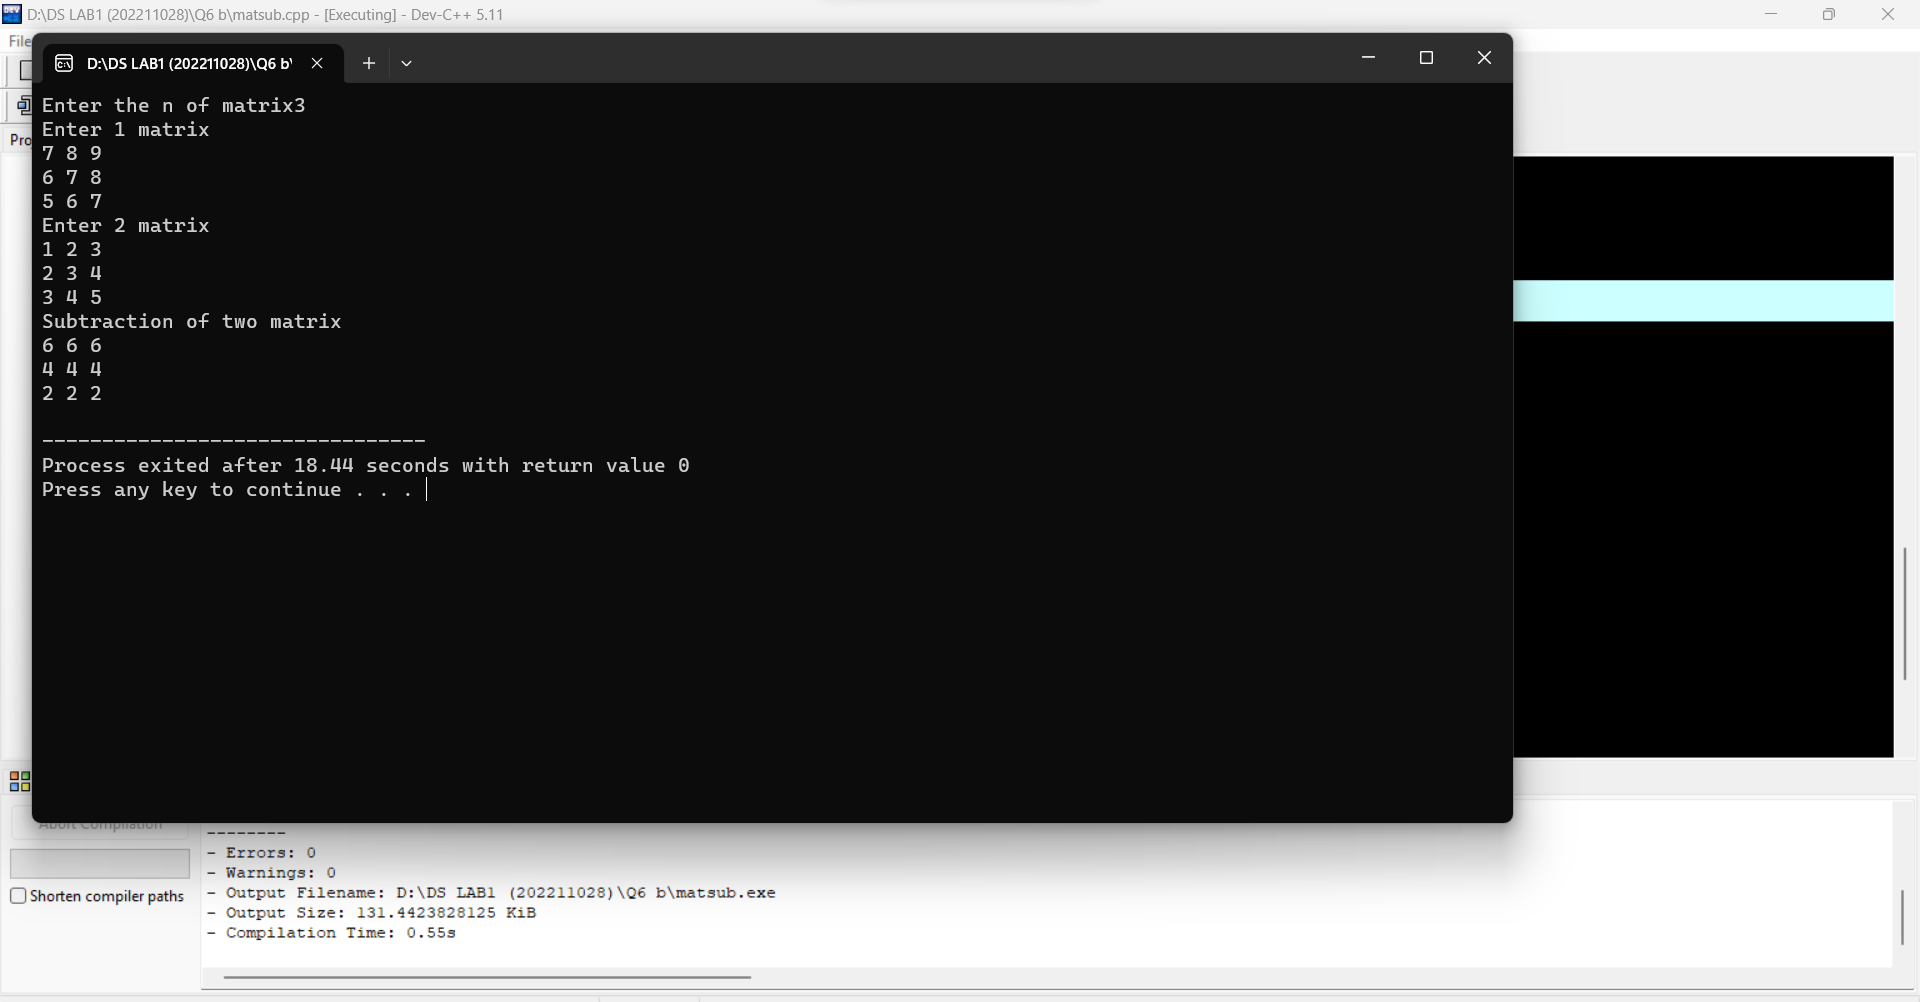 D:\DS LAB1 (202211028)\Q6 b\matsub.cpp - [Executing] - Dev-C++ 5.11
File
D:\DS LAB1 (202211028)\Q6 b\
Enter the n of matrix3
Enter 1 matrix
7 8 9
6 7 8
5 6 7
Enter 2 matrix
1 2 3
2 3 4
3 4 5
Subtraction of two matrix
6 6 6
4 4 4
2 2 2
--------------------------------
Process exited after 18.44 seconds with return value 0
Press any key to continue . . .
Abort Compilation
Shorten compiler paths
--------
- Errors: 0
- Warnings: 0
- Output Filename: D:\DS LAB1 (202211028)\Q6 b\matsub.exe
- Output Size: 131.4423828125 KiB
- Compilation Time: 0.55s